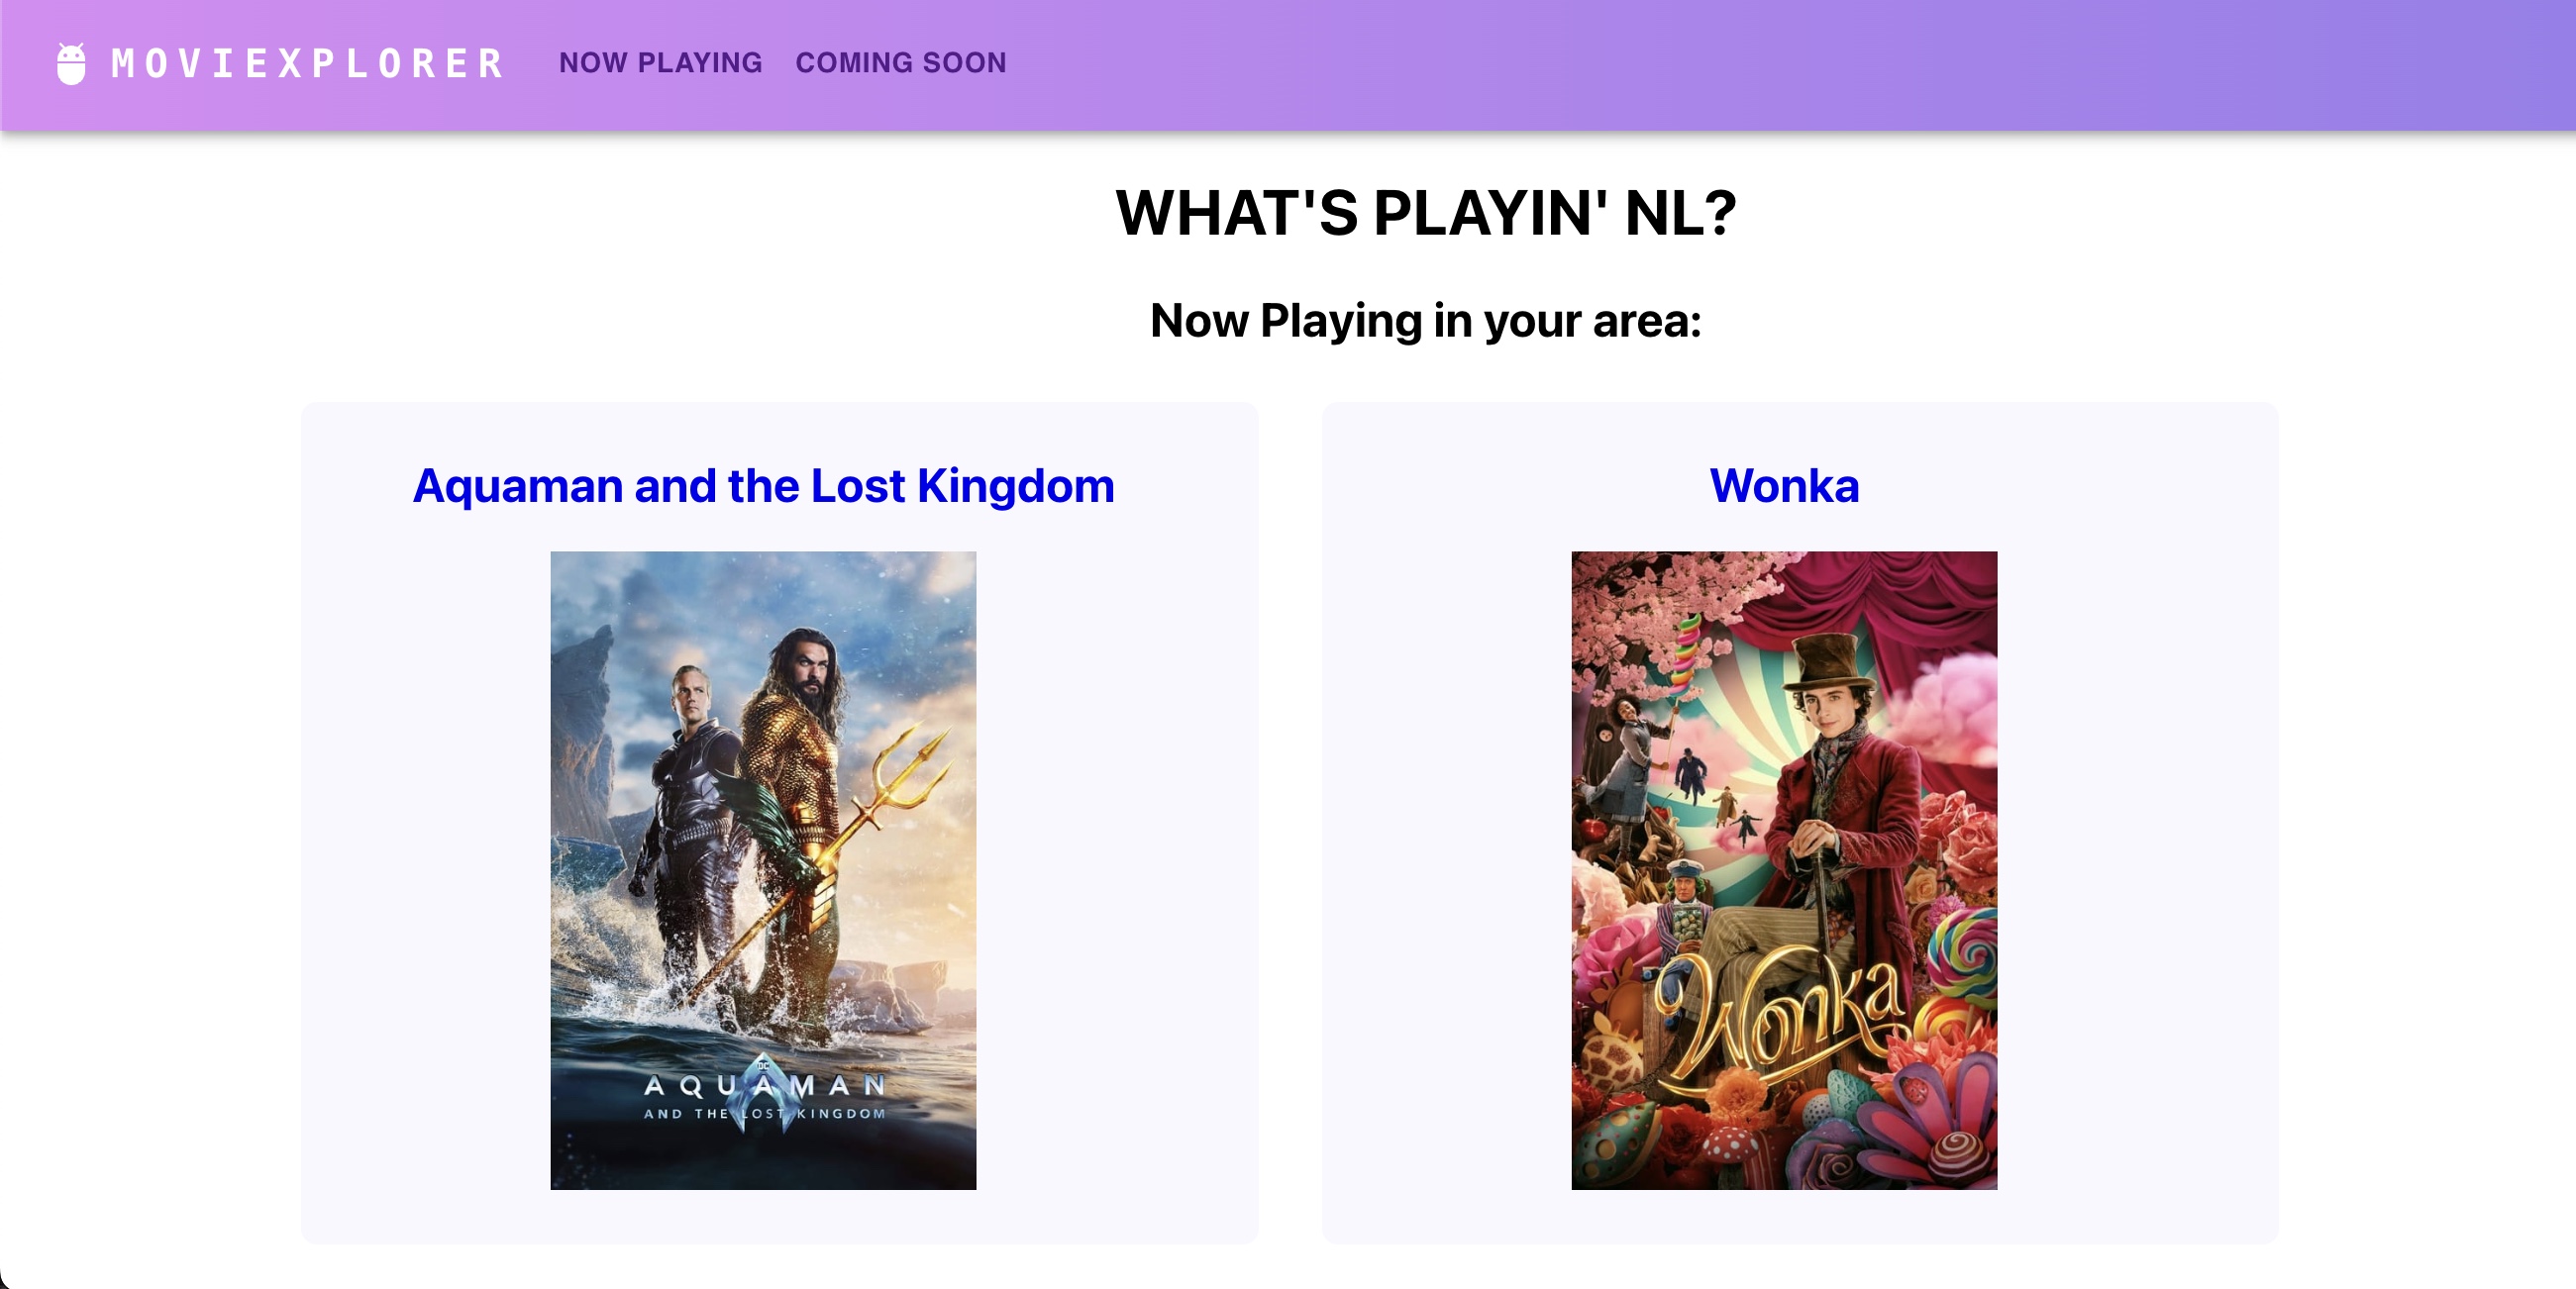 MOVIEXPLORER NOW PLAYING COMING SOON
WHAT'S PLAYIN' NL?
Now Playing in your area:
Aquaman and the Lost Kingdom
DC
AQUAMAN
AND THE LOST KINGDOM
Wonka
Wonka